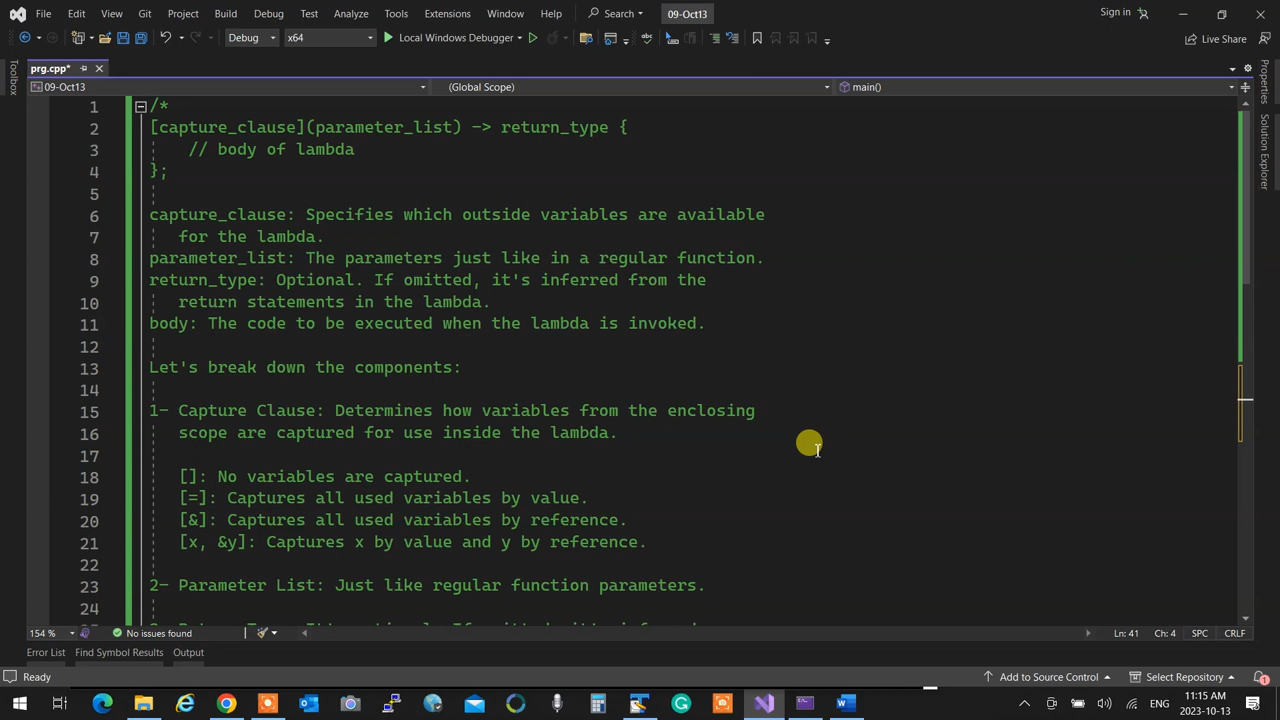 File Edit View Git Project Build Debug Test Analyze Tools Extensions Window Help Search 09-Oct13 Sign in
Debug x64 Local Windows Debugger Live Share
Toolbox
prg.cpp*
09-Oct13 (Global Scope) main()
1 /*
2 [capture_clause](parameter_list) -> return_type {
3 // body of lambda
4 };
5
6 capture_clause: Specifies which outside variables are available
7 for the lambda.
8 parameter_list: The parameters just like in a regular function.
9 return_type: Optional. If omitted, it's inferred from the
10 return statements in the lambda.
11 body: The code to be executed when the lambda is invoked.
12
13 Let's break down the components:
14
15 1- Capture Clause: Determines how variables from the enclosing
16 scope are captured for use inside the lambda.
17
18 []: No variables are captured.
19 [=]: Captures all used variables by value.
20 [&]: Captures all used variables by reference.
21 [x, &y]: Captures x by value and y by reference.
22
23 2- Parameter List: Just like regular function parameters.
24
Properties
Solution Explorer
154 % No issues found Ln: 41 Ch: 4 SPC CRLF
Error List Find Symbol Results Output
Ready Add to Source Control Select Repository 1
ENG 11:15 AM
2023-10-13